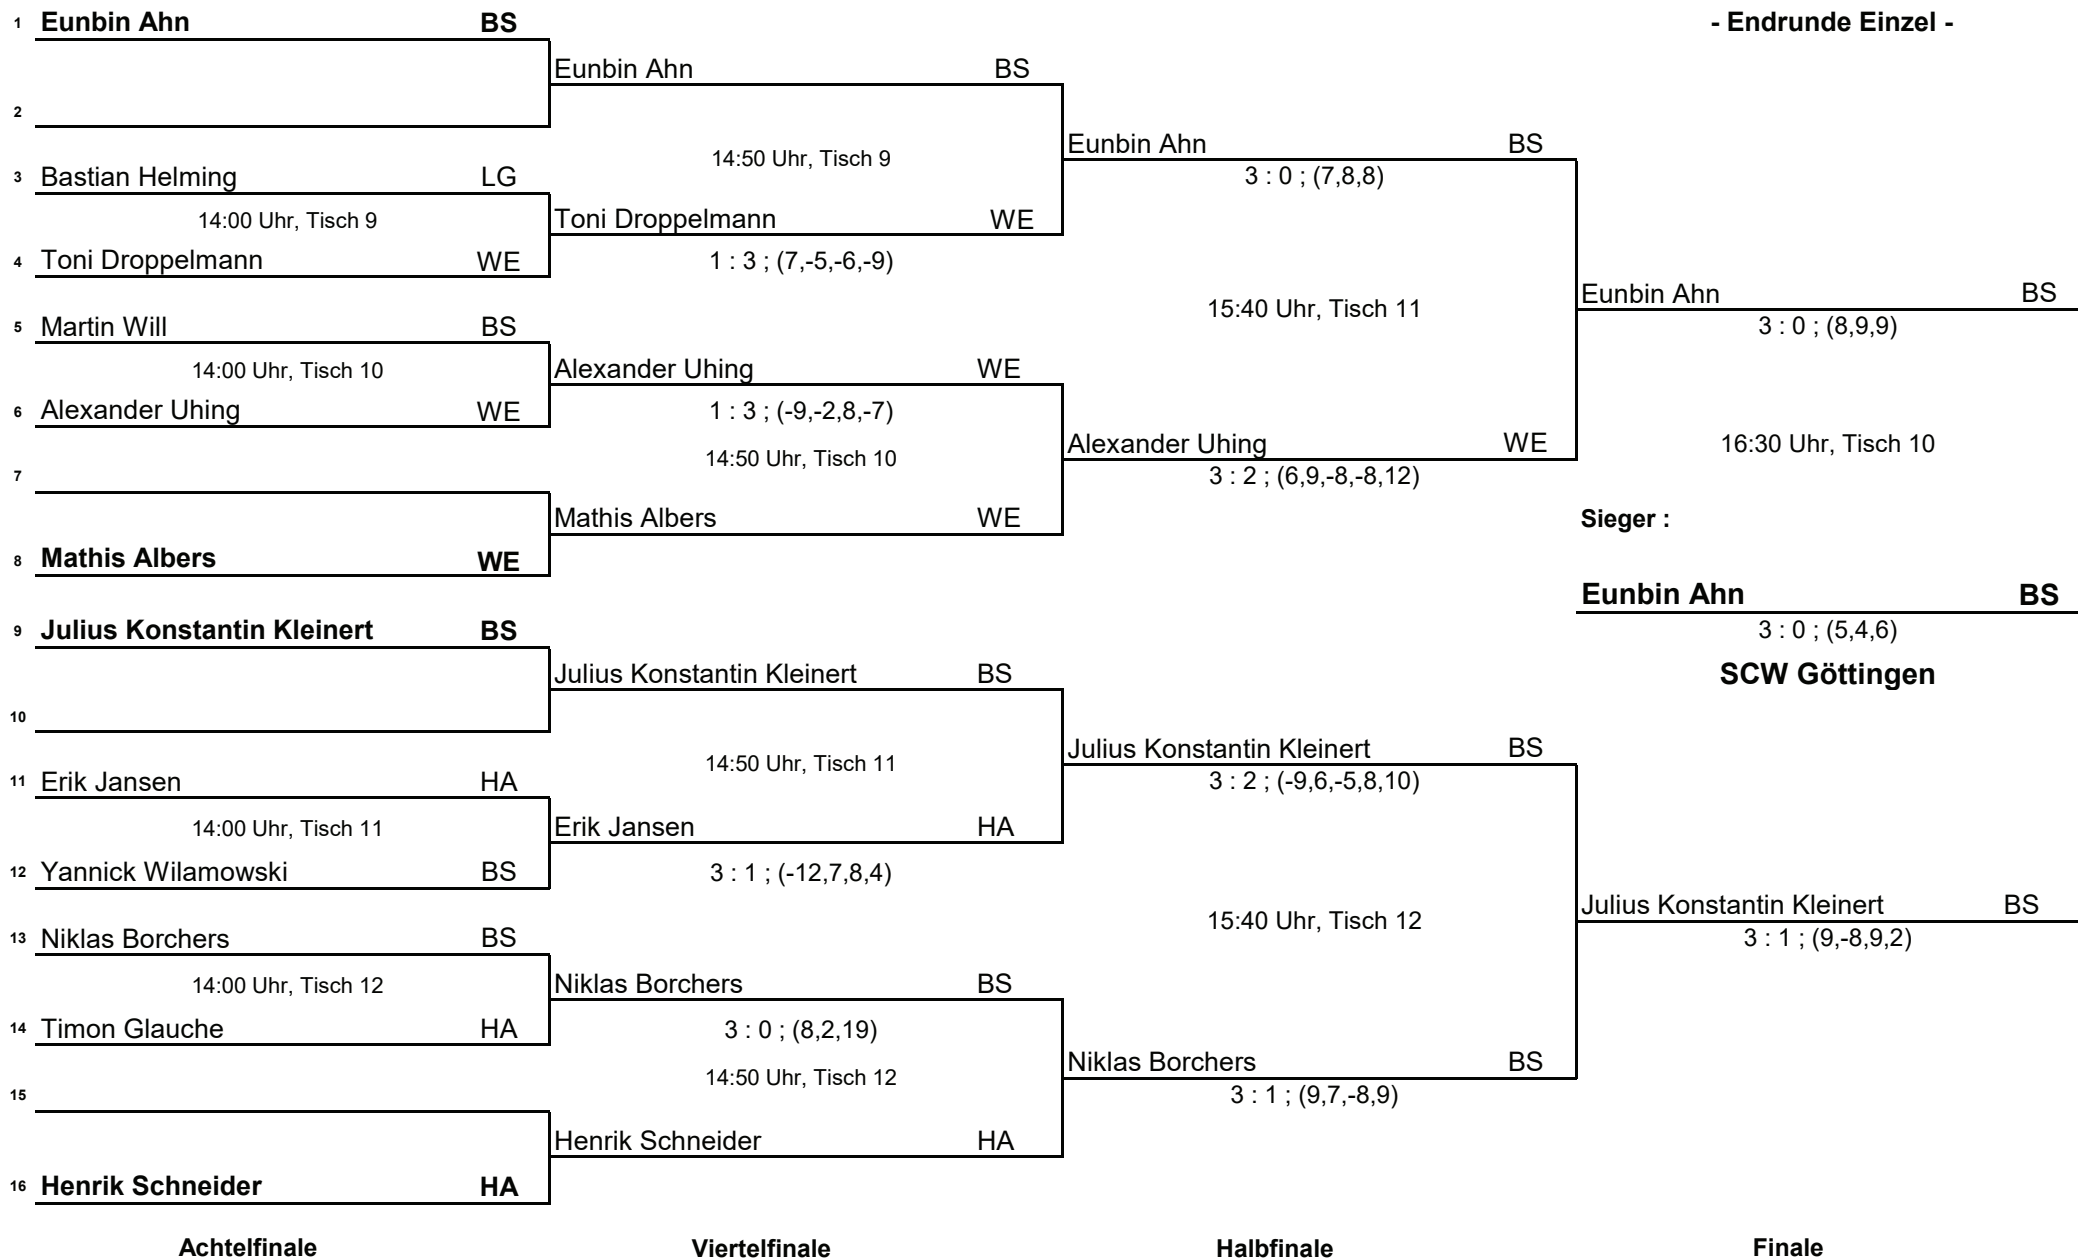 - Endrunde Einzel -
1 Eunbin Ahn BS
2
3 Bastian Helming LG
14:00 Uhr, Tisch 9
4 Toni Droppelmann WE
5 Martin Will BS
14:00 Uhr, Tisch 10
6 Alexander Uhing WE
7
8 Mathis Albers WE
9 Julius Konstantin Kleinert BS
10
11 Erik Jansen HA
14:00 Uhr, Tisch 11
12 Yannick Wilamowski BS
13 Niklas Borchers BS
14:00 Uhr, Tisch 12
14 Timon Glauche HA
15
16 Henrik Schneider HA
Achtelfinale
Eunbin Ahn BS
14:50 Uhr, Tisch 9
Toni Droppelmann WE
1 : 3 ; (7,-5,-6,-9)
Alexander Uhing WE
1 : 3 ; (-9,-2,8,-7)
14:50 Uhr, Tisch 10
Mathis Albers WE
Julius Konstantin Kleinert BS
14:50 Uhr, Tisch 11
Erik Jansen HA
3 : 1 ; (-12,7,8,4)
Niklas Borchers BS
3 : 0 ; (8,2,19)
14:50 Uhr, Tisch 12
Henrik Schneider HA
Viertelfinale
Eunbin Ahn BS
3 : 0 ; (7,8,8)
15:40 Uhr, Tisch 11
Alexander Uhing WE
3 : 2 ; (6,9,-8,-8,12)
Julius Konstantin Kleinert BS
3 : 2 ; (-9,6,-5,8,10)
15:40 Uhr, Tisch 12
Niklas Borchers BS
3 : 1 ; (9,7,-8,9)
Halbfinale
Eunbin Ahn BS
3 : 0 ; (8,9,9)
16:30 Uhr, Tisch 10
Sieger :
Eunbin Ahn BS
3 : 0 ; (5,4,6)
SCW Göttingen
Julius Konstantin Kleinert BS
3 : 1 ; (9,-8,9,2)
Finale